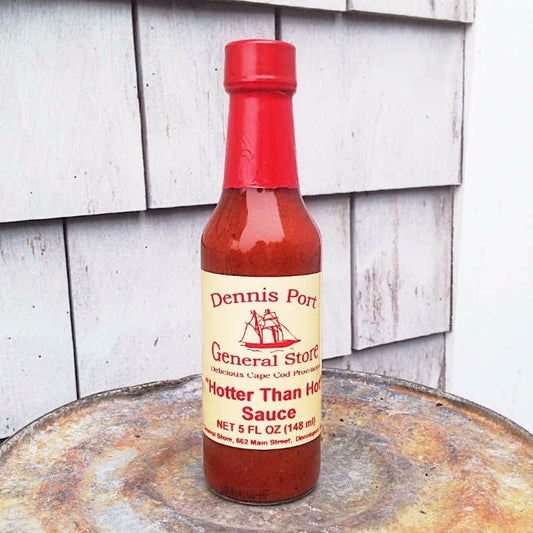 Dennis Port
General Store
Delicious Cape Cod Provisions
"Hotter Than Hot"
Sauce
NET 5 FL OZ (148 ml)
General Store, 662 Main Street,